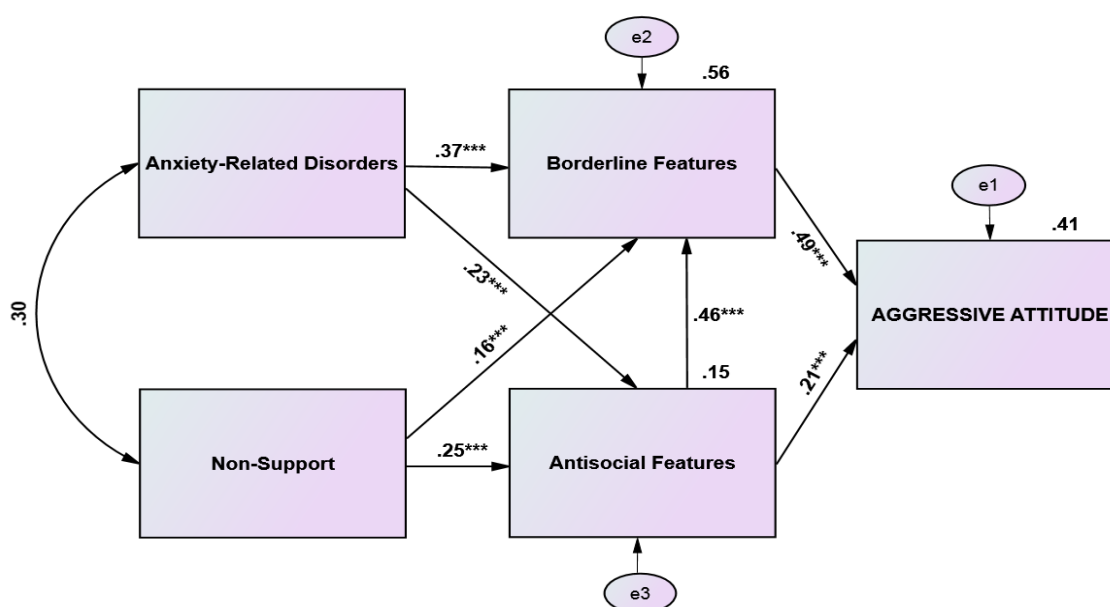 e2
.56
Anxiety-Related Disorders
.37***
Borderline Features
e1
.41
.49***
.23***
.30
.16***
.46***
AGGRESSIVE ATTITUDE
.15
.21***
Non-Support
.25***
Antisocial Features
e3